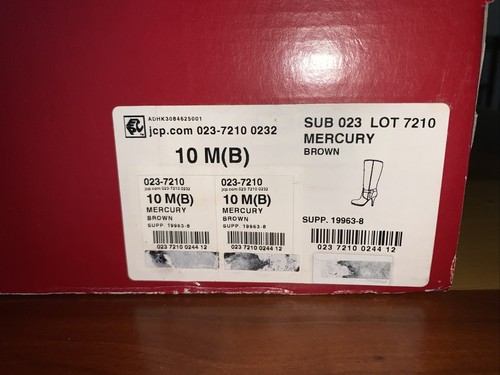 ADHK3084625001
jcp.com 023-7210 0232
10 M(B)
SUB 023 LOT 7210
MERCURY
BROWN
SUPP. 19963-8
023 7210 0244 12
023-7210
jcp.com 023 7210 0232
10 M(B)
MERCURY
BROWN
SUPP. 19963-8
023 7210 0244 12
023-7210
jcp.com 023 7210 0232
10 M(B)
MERCURY
BROWN
SUPP. 19963-8
023 7210 0244 12